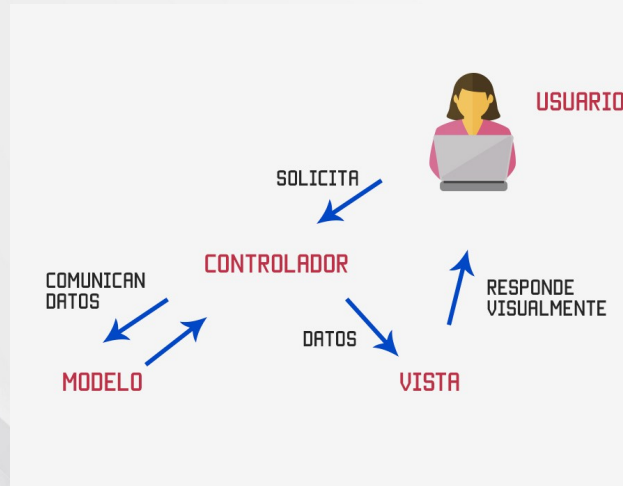 USUARIO
SOLICITA
CONTROLADOR
COMUNICAN
DATOS
RESPONDE
VISUALMENTE
DATOS
MODELO
VISTA